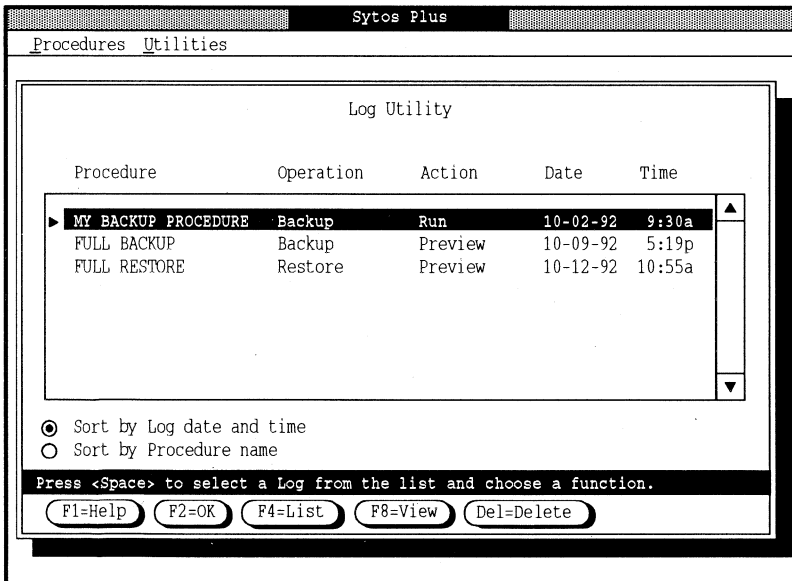 Sytos Plus
Procedures Utilities
Log Utility
Procedure Operation Action Date Time
MY BACKUP PROCEDURE Backup Run 10-02-92 9:30a
FULL BACKUP Backup Preview 10-09-92 5:19p
FULL RESTORE Restore Preview 10-12-92 10:55a
Sort by Log date and time
Sort by Procedure name
Press <Space> to select a Log from the list and choose a function.
F1=Help F2=OK F4=List F8=View Del=Delete